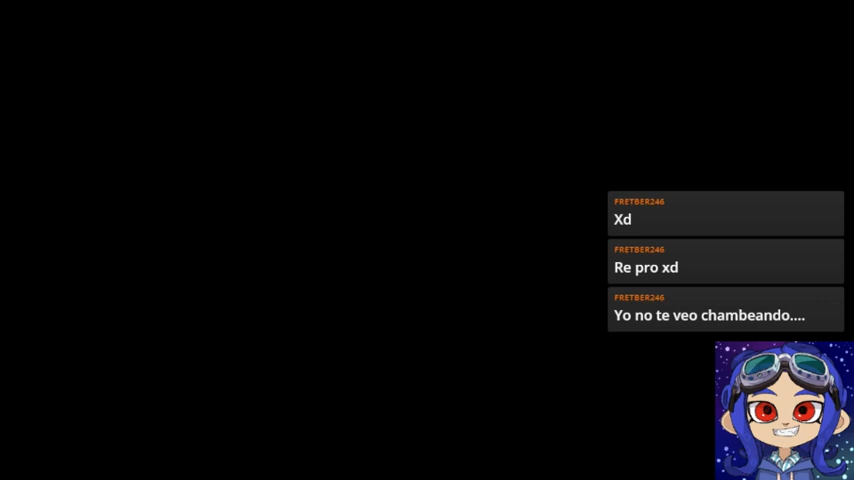 FRETBER246
Xd
FRETBER246
Re pro xd
FRETBER246
Yo no te veo chambeando....